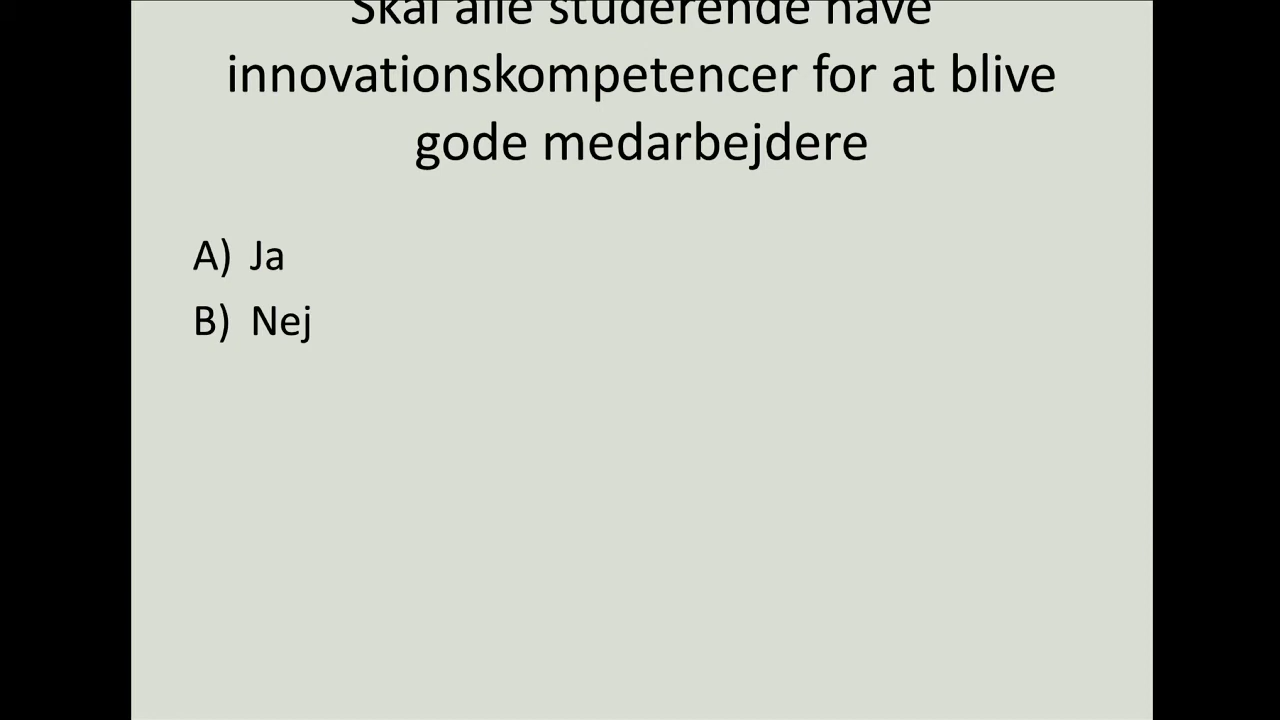 Skal alle studerende have
innovationskompetencer for at blive
gode medarbejdere
A) Ja
B) Nej